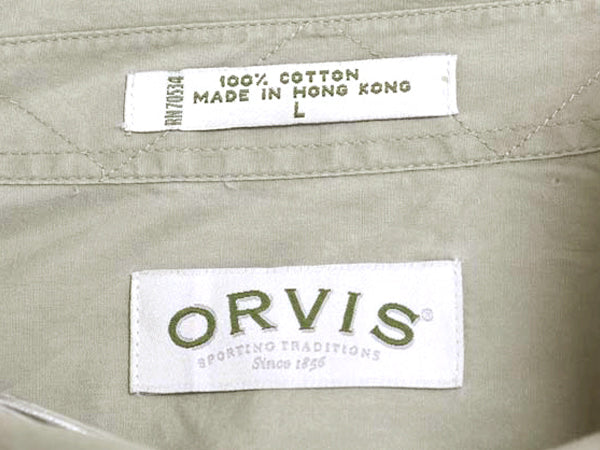 RN70534
100% COTTON
MADE IN HONG KONG
L
ORVIS®
SPORTING TRADITIONS
Since 1856